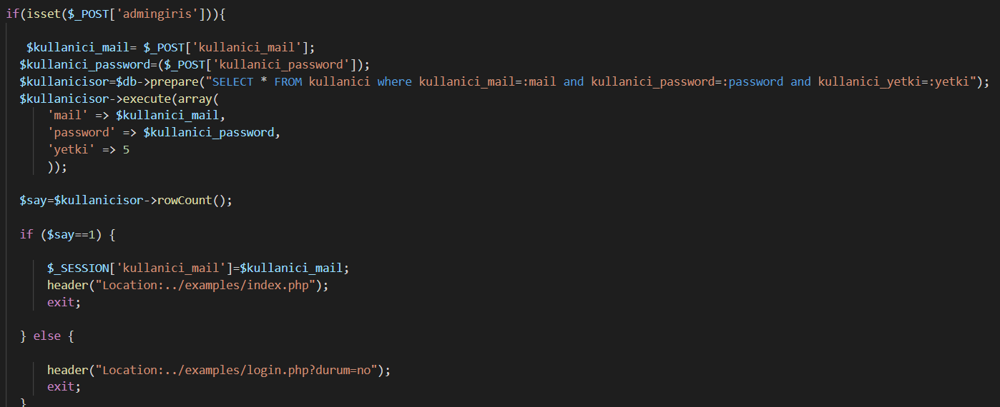 if(isset($_POST['admingiris'])){
$kullanici_mail= $_POST['kullanici_mail'];
$kullanici_password=($_POST['kullanici_password']);
$kullanicisor=$db->prepare("SELECT * FROM kullanici where kullanici_mail=:mail and kullanici_password=:password and kullanici_yetki=:yetki");
$kullanicisor->execute(array(
'mail' => $kullanici_mail,
'password' => $kullanici_password,
'yetki' => 5
));
$say=$kullanicisor->rowCount();
if ($say==1) {
$_SESSION['kullanici_mail']=$kullanici_mail;
header("Location:../examples/index.php");
exit;
} else {
header("Location:../examples/login.php?durum=no");
exit;
}